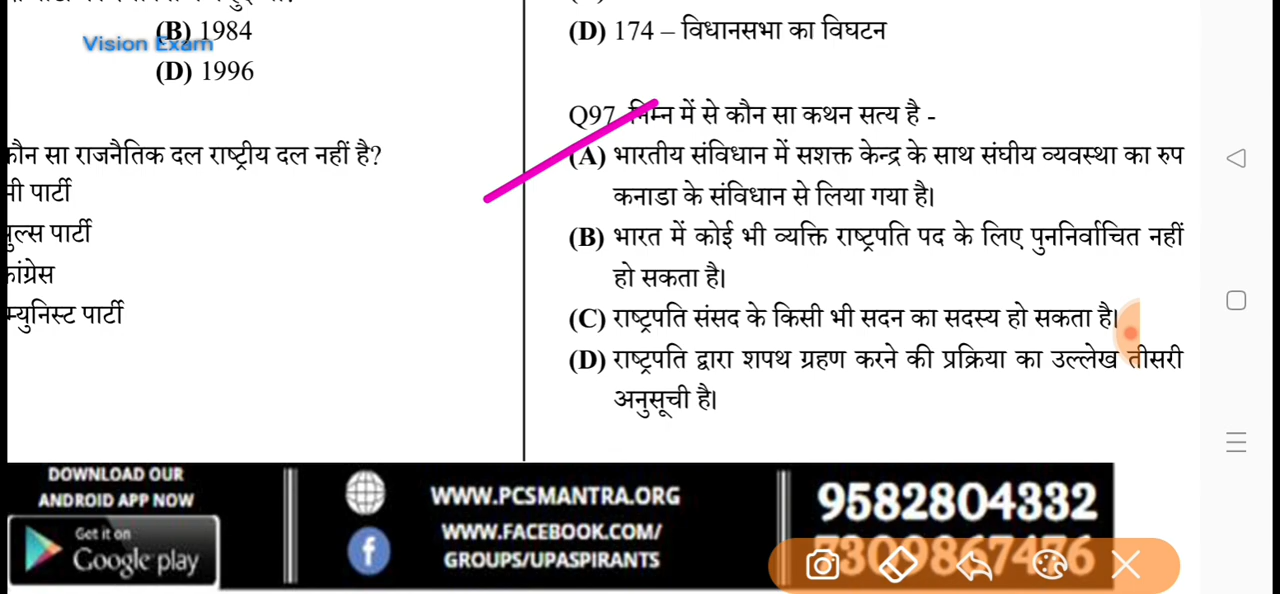 (B) 1984
Vision Exam
(D) 1996
कौन सा राजनैतिक दल राष्ट्रीय दल नहीं है?
पार्टी
पार्टी
कांग्रेस
पार्टी
(D) 174 – विधानसभा का विघटन
Q97. निम्न में से कौन सा कथन सत्य है -
(A) भारतीय संविधान में सशक्त केन्द्र के साथ संघीय व्यवस्था का रुप
कनाडा के संविधान से लिया गया है।
(B) भारत में कोई भी व्यक्ति राष्ट्रपति पद के लिए पुननिर्वाचित नहीं
हो सकता है।
(C) राष्ट्रपति संसद के किसी भी सदन का सदस्य हो सकता है।
(D) राष्ट्रपति द्वारा शपथ ग्रहण करने की प्रक्रिया का उल्लेख तीसरी
अनुसूची है।
DOWNLOAD OUR
ANDROID APP NOW
Get it on
Google play
WWW.PCSMANTRA.ORG
WWW.FACEBOOK.COM/
GROUPS/UPASPIRANTS
9582804332
7309867476